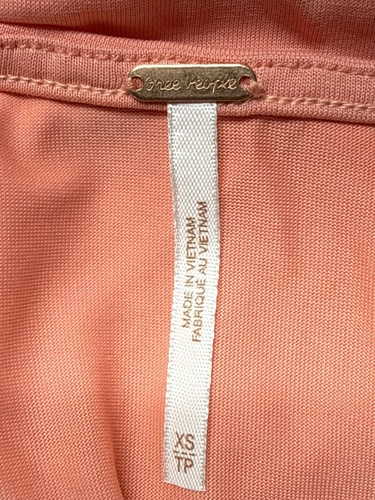 Free People
MADE IN VIETNAM
FABRIQUÉ AU VIETNAM
XS
TP